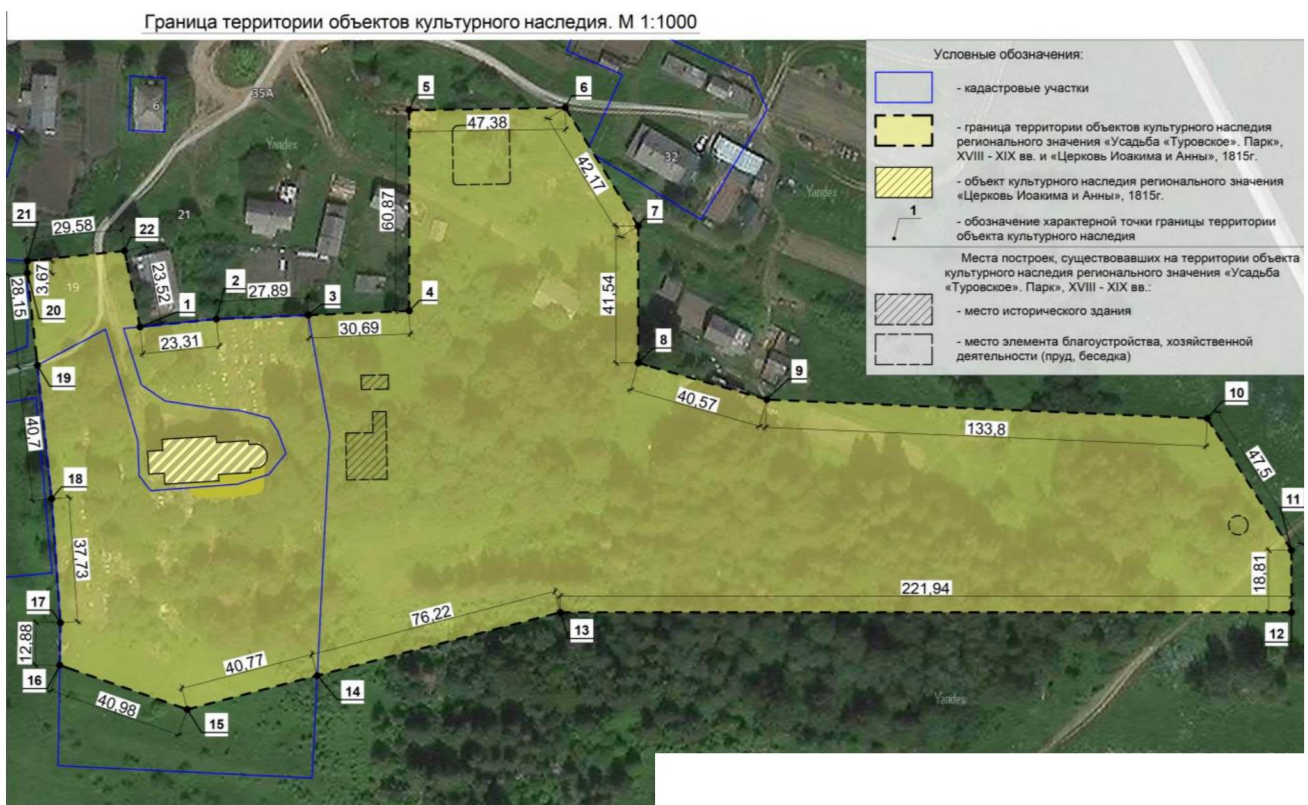 Граница территории объектов культурного наследия. М 1:1000
Условные обозначения:
- кадастровые участки
- граница территории объектов культурного наследия
регионального значения «Усадьба «Туровское». Парк»,
XVIII - XIX вв. и «Церковь Иоакима и Анны», 1815г.
- объект культурного наследия регионального значения
«Церковь Иоакима и Анны», 1815г.
1
- обозначение характерной точки границы территории
объекта культурного наследия
Места построек, существовавших на территории объекта
культурного наследия регионального значения «Усадьба
«Туровское». Парк», XVIII - XIX вв.:
- место исторического здания
- место элемента благоустройства, хозяйственной
деятельности (пруд, беседка)
5
6
35А
6
47,38
Yandex
32
42,17
Yandex
21
21
60,87
7
29,58
22
3,67
23,52
28,15
19
20
1
2
27,89
3
4
41,54
23,31
30,69
8
19
9
40,57
10
40,7
133,8
47,5
18
11
37,73
18,81
221,94
76,22
17
13
12
12,88
40,77
16
14
40,98
15
Yandex